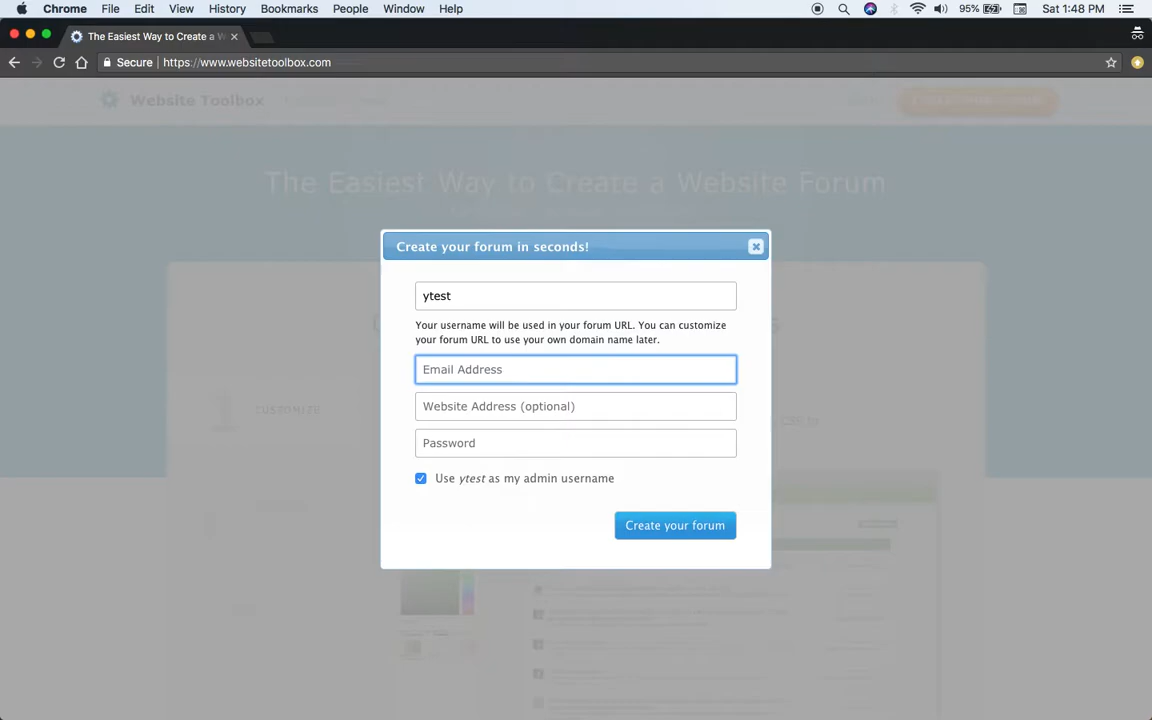 Chrome File Edit View History Bookmarks People Window Help 95% Sat 1:48 PM
The Easiest Way to Create a W
Secure https://www.websitetoolbox.com
Website Toolbox
The Easiest Way to Create a Website Forum
Create your forum in seconds!
ytest
Your username will be used in your forum URL. You can customize
your forum URL to use your own domain name later.
Email Address
Website Address (optional)
CUSTOMIZE
Password
Use ytest as my admin username
Create your forum